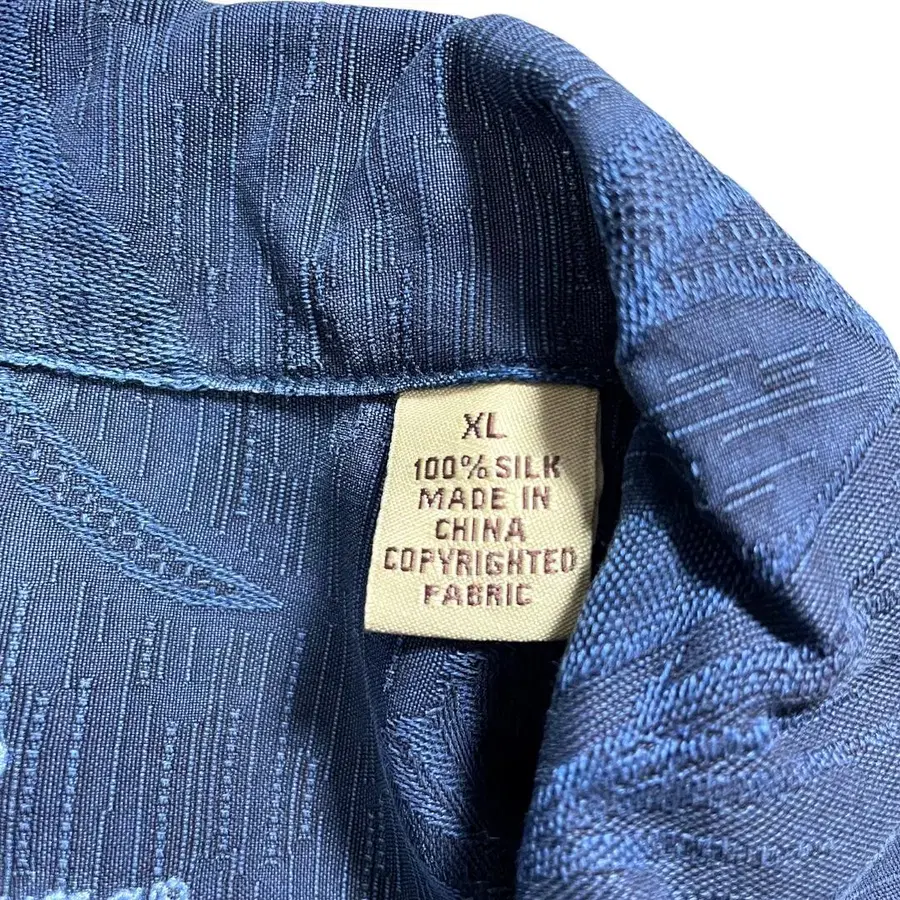 XL
100% SILK
MADE IN
CHINA
COPYRIGHTED
FABRIC